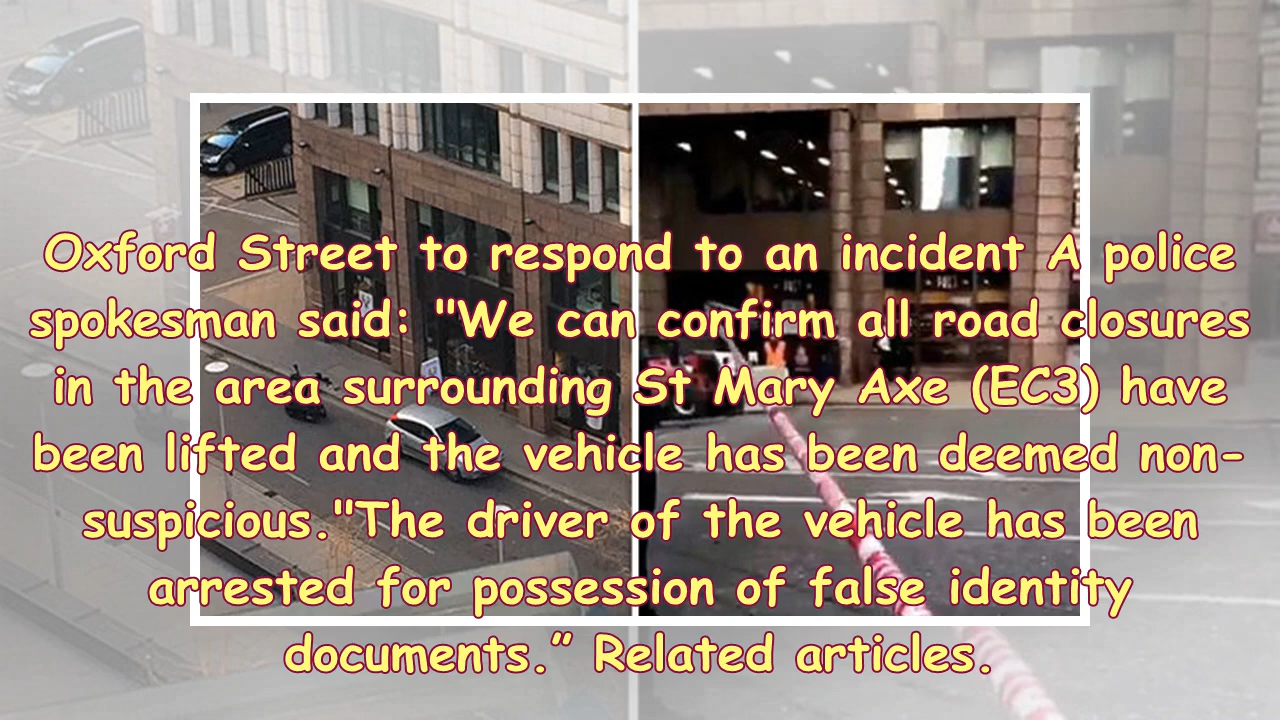 Oxford Street to respond to an incident A police
spokesman said: "We can confirm all road closures
in the area surrounding St Mary Axe (EC3) have
been lifted and the vehicle has been deemed non-
suspicious."The driver of the vehicle has been
arrested for possession of false identity
documents.” Related articles.